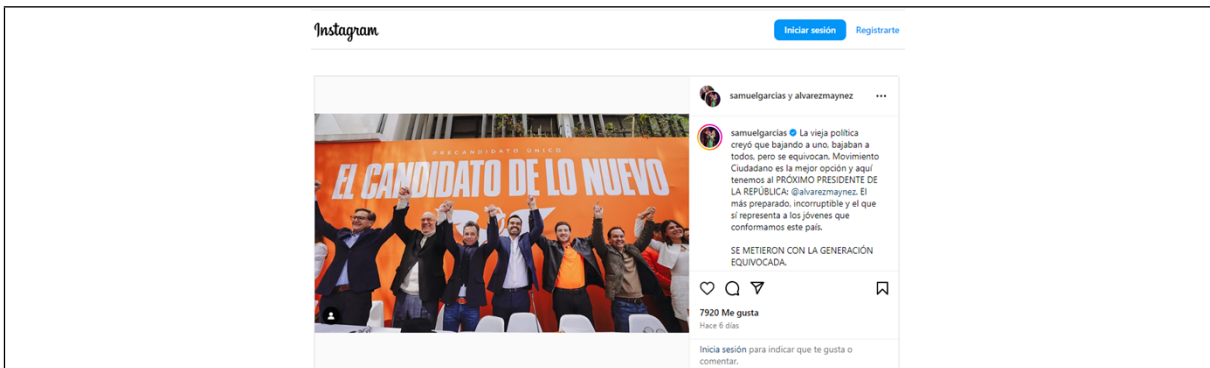 Instagram
Iniciar sesión
Registrarte
samuelgarcias y alvarezmaynez
PRECANDIDATO ÚNICO
EL CANDIDATO DE LO NUEVO
samuelgarcias La vieja política
creyó que bajando a uno, bajaban a
todos, pero se equivocan. Movimiento
Ciudadano es la mejor opción y aquí
tenemos al PRÓXIMO PRESIDENTE DE
LA REPÚBLICA: @alvarezmaynez. El
más preparado, incorruptible y el que
sí representa a los jóvenes que
conformamos este país.
SE METIERON CON LA GENERACIÓN
EQUIVOCADA.
7920 Me gusta
Hace 6 días
Inicia sesión para indicar que te gusta o
comentar.